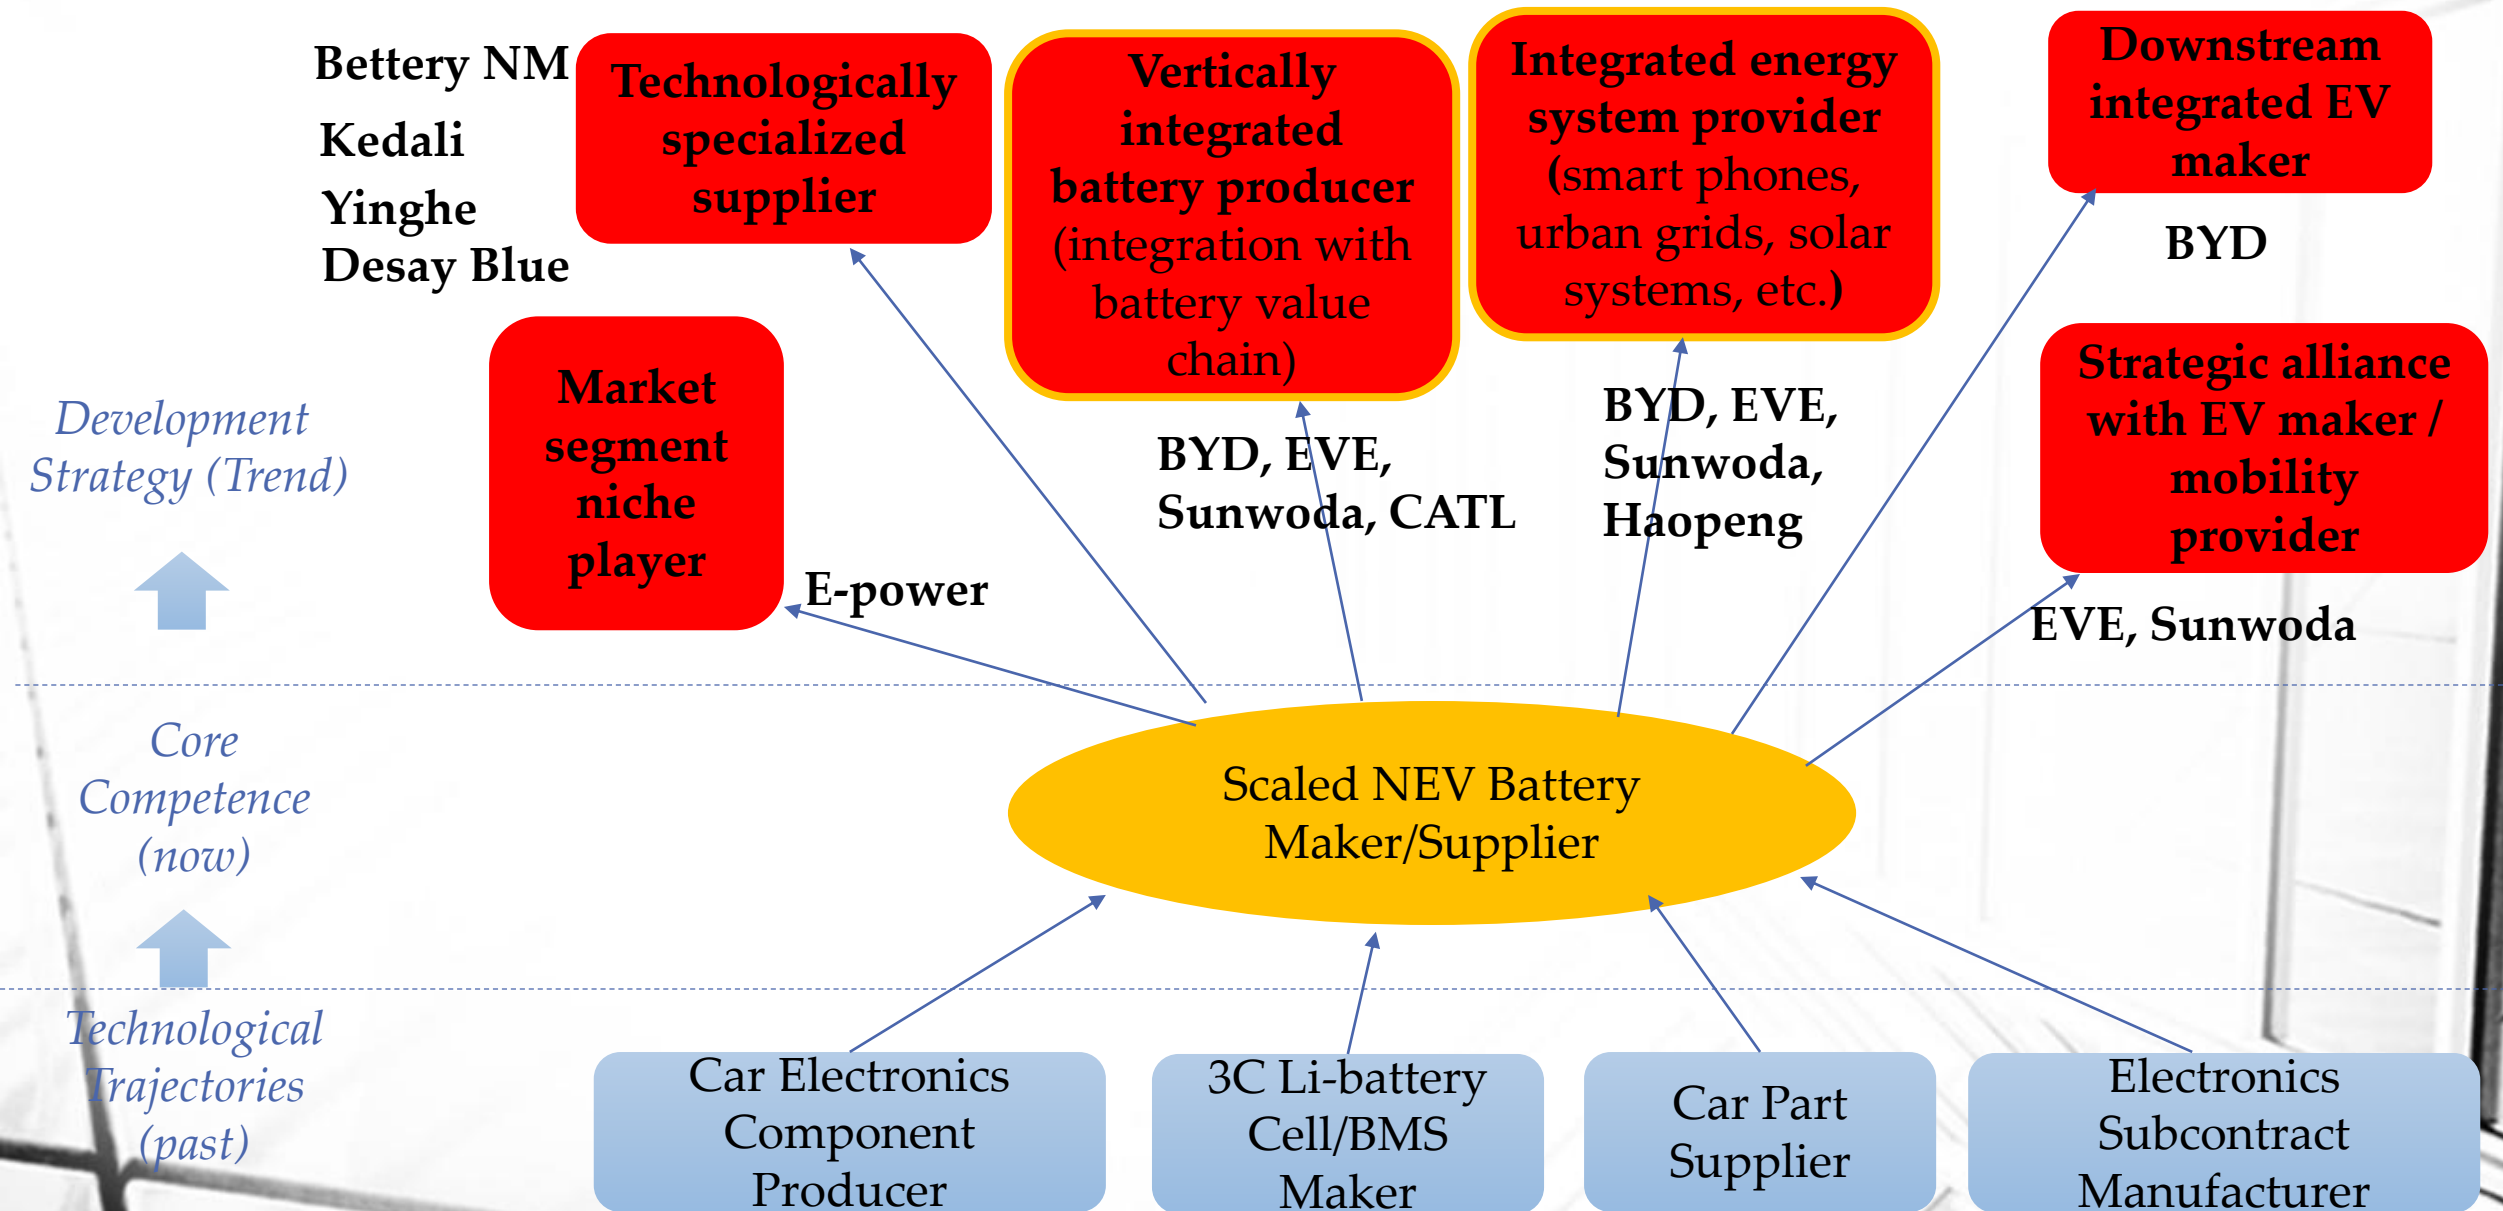 Bettery NM
Kedali
Yinghe
Desay Blue
Technologically
specialized
supplier
Vertically
integrated
battery producer
(integration with
battery value
chain)
Integrated energy
system provider
(smart phones,
urban grids, solar
systems, etc.)
Downstream
integrated EV
maker
BYD
Market
segment
niche
player
E-power
BYD, EVE,
Sunwoda, CATL
BYD, EVE,
Sunwoda,
Haopeng
Strategic alliance
with EV maker /
mobility
provider
EVE, Sunwoda
Development
Strategy (Trend)
Core
Competence
(now)
Scaled NEV Battery
Maker/Supplier
Technological
Trajectories
(past)
Car Electronics
Component
Producer
3C Li-battery
Cell/BMS
Maker
Car Part
Supplier
Electronics
Subcontract
Manufacturer